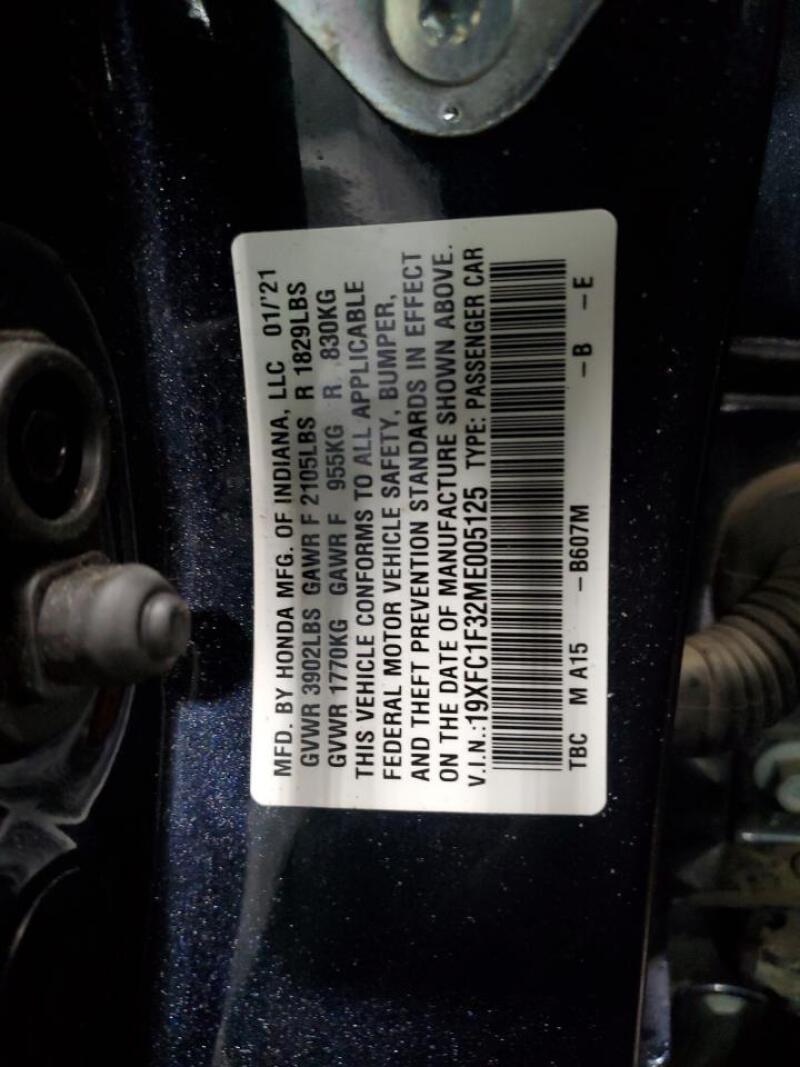 MFD. BY HONDA MFG. OF INDIANA, LLC 01/'21
GVWR 3902LBS GAWR F 2105LBS R 1829LBS
GVWR 1770KG GAWR F 955KG R 830KG
THIS VEHICLE CONFORMS TO ALL APPLICABLE
FEDERAL MOTOR VEHICLE SAFETY, BUMPER,
AND THEFT PREVENTION STANDARDS IN EFFECT
ON THE DATE OF MANUFACTURE SHOWN ABOVE.
V.I.N.:19XFC1F32ME005125 TYPE: PASSENGER CAR
TBC M A15 –B607M –B –E